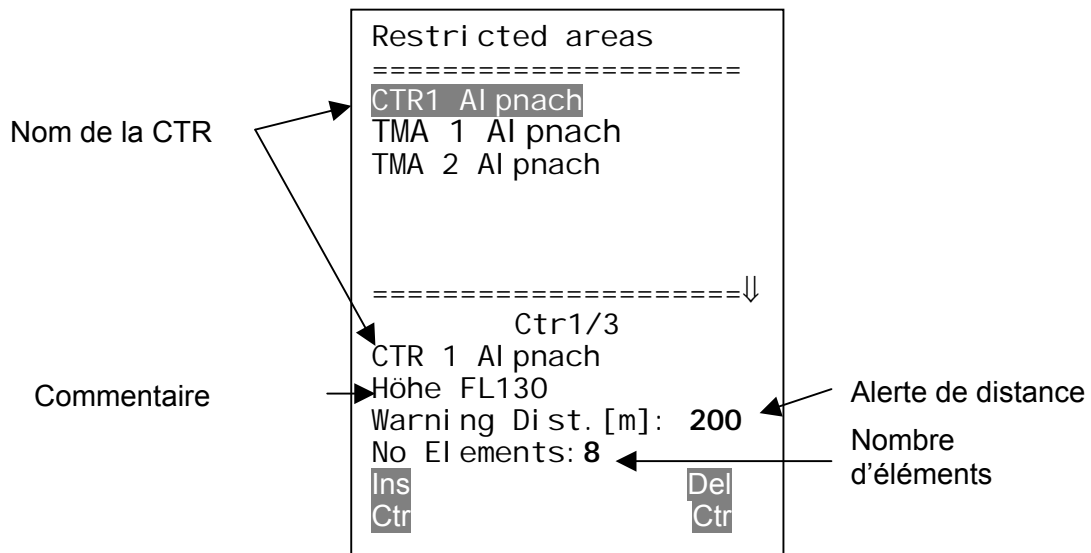 Restricted areas
=====================
CTR1 Alpnach
Nom de la CTR
TMA 1 Alpnach
TMA 2 Alpnach
=====================⇓
Ctr1/3
CTR 1 Alpnach
Commentaire
Höhe FL130
Alerte de distance
Warning Dist.[m]: 200
Nombre
d'éléments
No Elements:8
Ins Del
Ctr Ctr